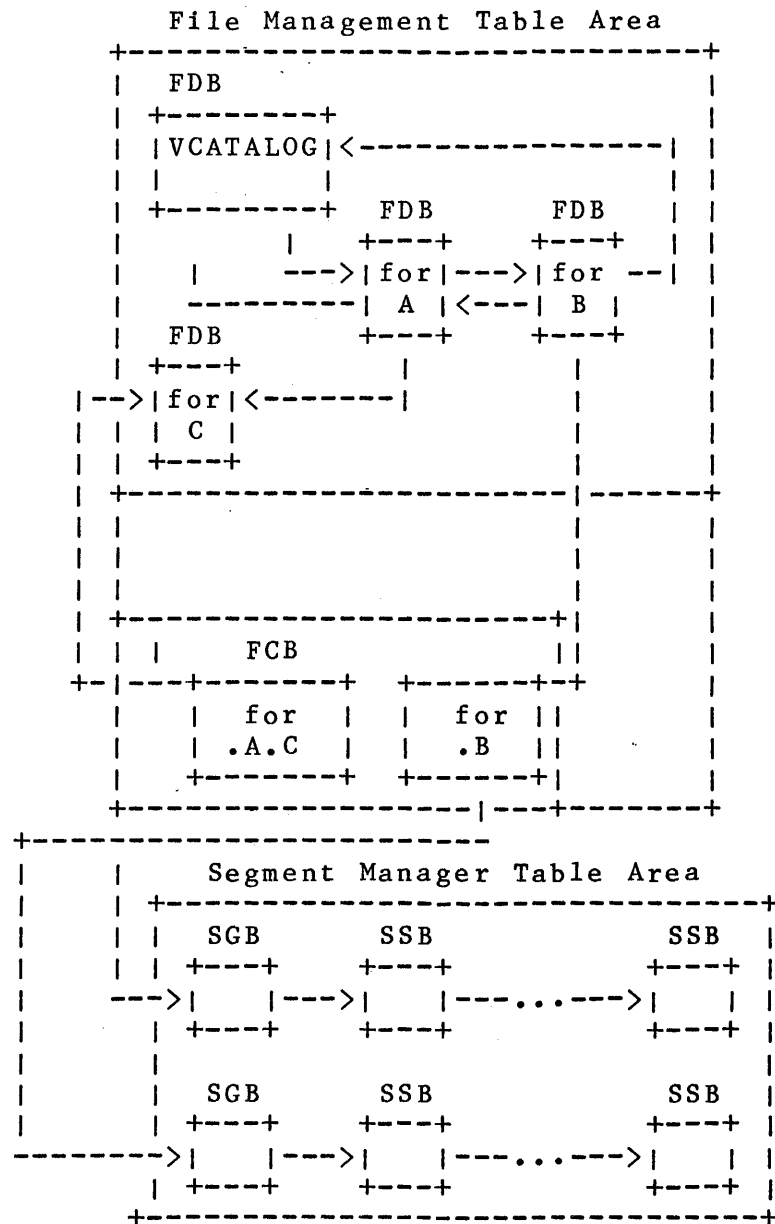 File Management Table Area
FDB
VCATALOG
FDB FDB
for for
A B
FDB
for
C
FCB
for for
.A.C .B
Segment Manager Table Area
SGB SSB SSB
...
SGB SSB SSB
...